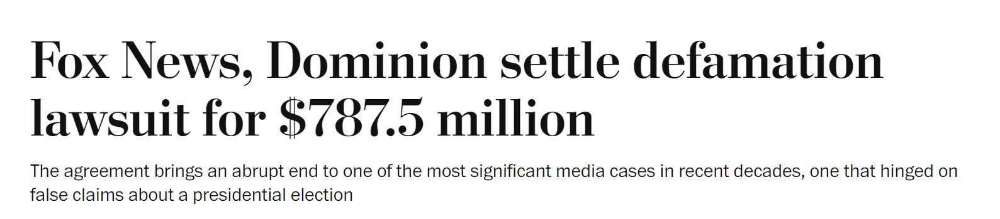 Fox News, Dominion settle defamation
lawsuit for $787.5 million
The agreement brings an abrupt end to one of the most significant media cases in recent decades, one that hinged on
false claims about a presidential election